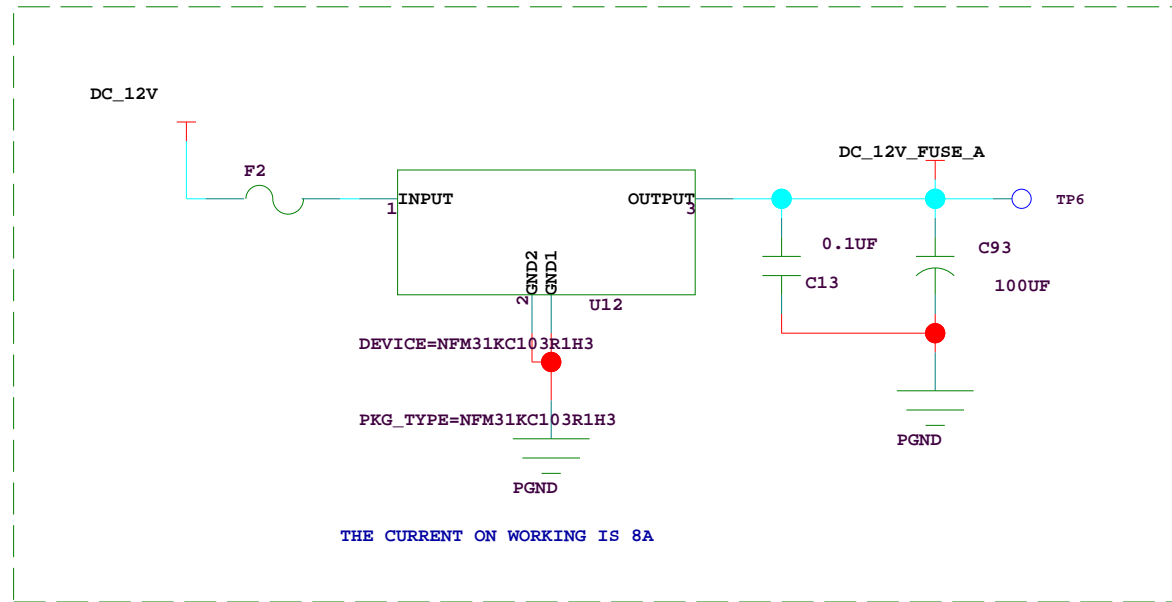 DC_12V
DC_12V_FUSE_A
F2
INPUT
OUTPUT
1
3
TP6
0.1UF
C93
C13
100UF
GND2
GND1
2
U12
DEVICE=NFM31KC103R1H3
PKG_TYPE=NFM31KC103R1H3
PGND
PGND
THE CURRENT ON WORKING IS 8A